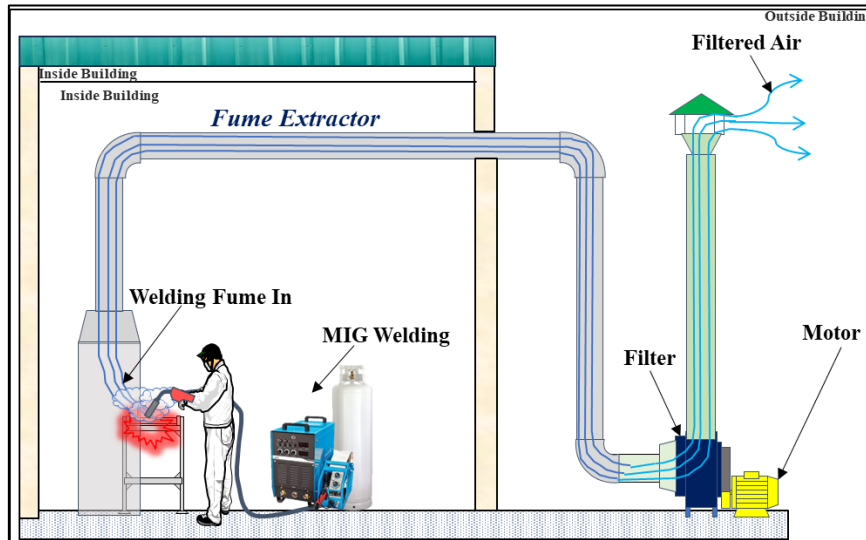 Outside Buildin
Filtered Air
Inside Building
Inside Building
Fume Extractor
Welding Fume In
MIG Welding
Filter
Motor